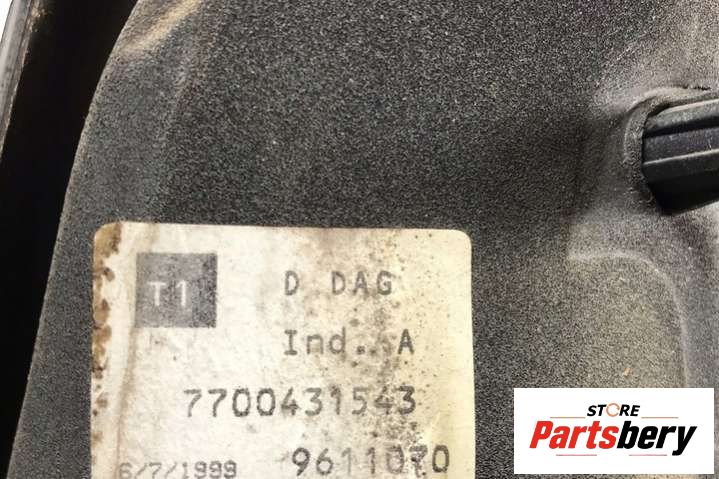 T1 D DAG
Ind. A
7700431543
6/7/1999 9611070
STORE
Partsbery